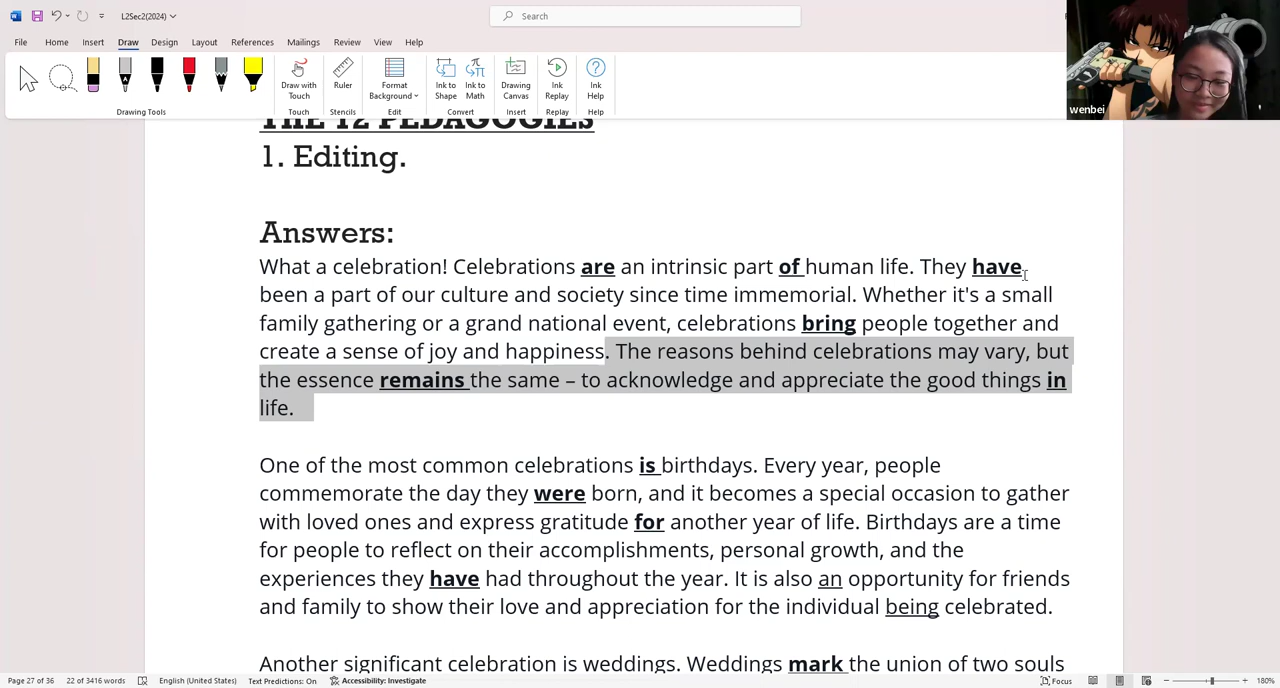 L2Sec2(2024)
Search
File Home Insert Draw Design Layout References Mailings Review View Help
Draw with Touch
Ruler
Format Background
Ink to Shape
Ink to Math
Drawing Canvas
Ink Replay
Ink Help
Drawing Tools Touch Stencils Edit Convert Insert Replay Help
wenbei
THE 12 PEDAGOGIES
1. Editing.
Answers:
What a celebration! Celebrations are an intrinsic part of human life. They have
been a part of our culture and society since time immemorial. Whether it's a small
family gathering or a grand national event, celebrations bring people together and
create a sense of joy and happiness. The reasons behind celebrations may vary, but
the essence remains the same – to acknowledge and appreciate the good things in
life.
One of the most common celebrations is birthdays. Every year, people
commemorate the day they were born, and it becomes a special occasion to gather
with loved ones and express gratitude for another year of life. Birthdays are a time
for people to reflect on their accomplishments, personal growth, and the
experiences they have had throughout the year. It is also an opportunity for friends
and family to show their love and appreciation for the individual being celebrated.
Another significant celebration is weddings. Weddings mark the union of two souls
Page 27 of 36 22 of 3416 words English (United States) Text Predictions: On Accessibility: Investigate Focus 180%